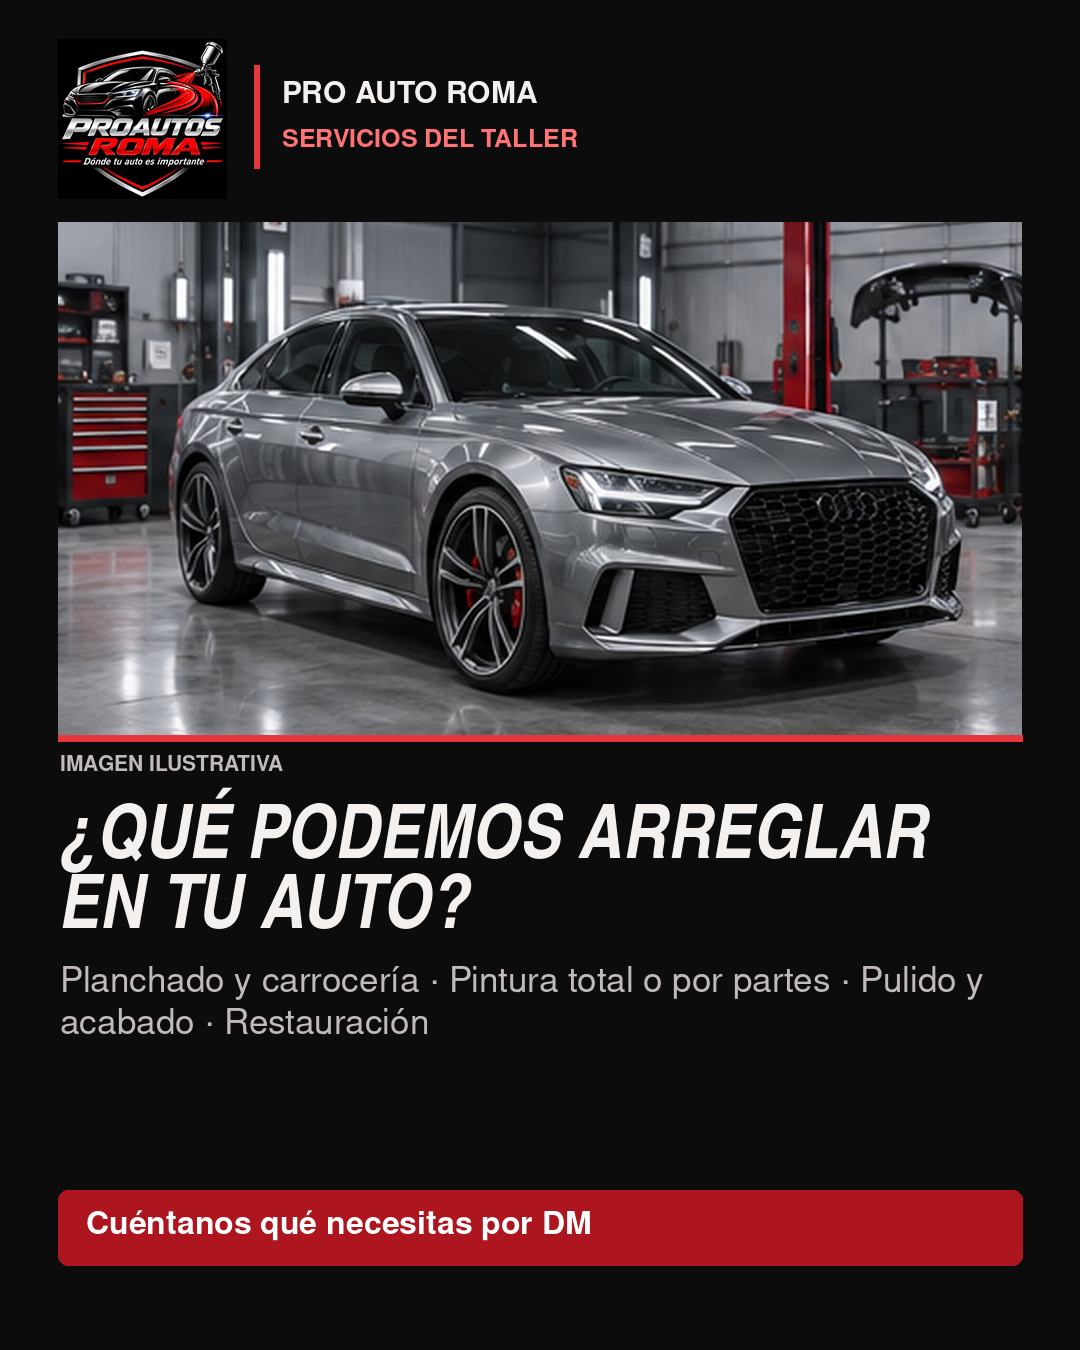 PROAUTOS
ROMA
Dónde tu auto es importante
PRO AUTO ROMA
SERVICIOS DEL TALLER
IMAGEN ILUSTRATIVA
¿QUÉ PODEMOS ARREGLAR
EN TU AUTO?
Planchado y carrocería · Pintura total o por partes · Pulido y
acabado · Restauración
Cuéntanos qué necesitas por DM